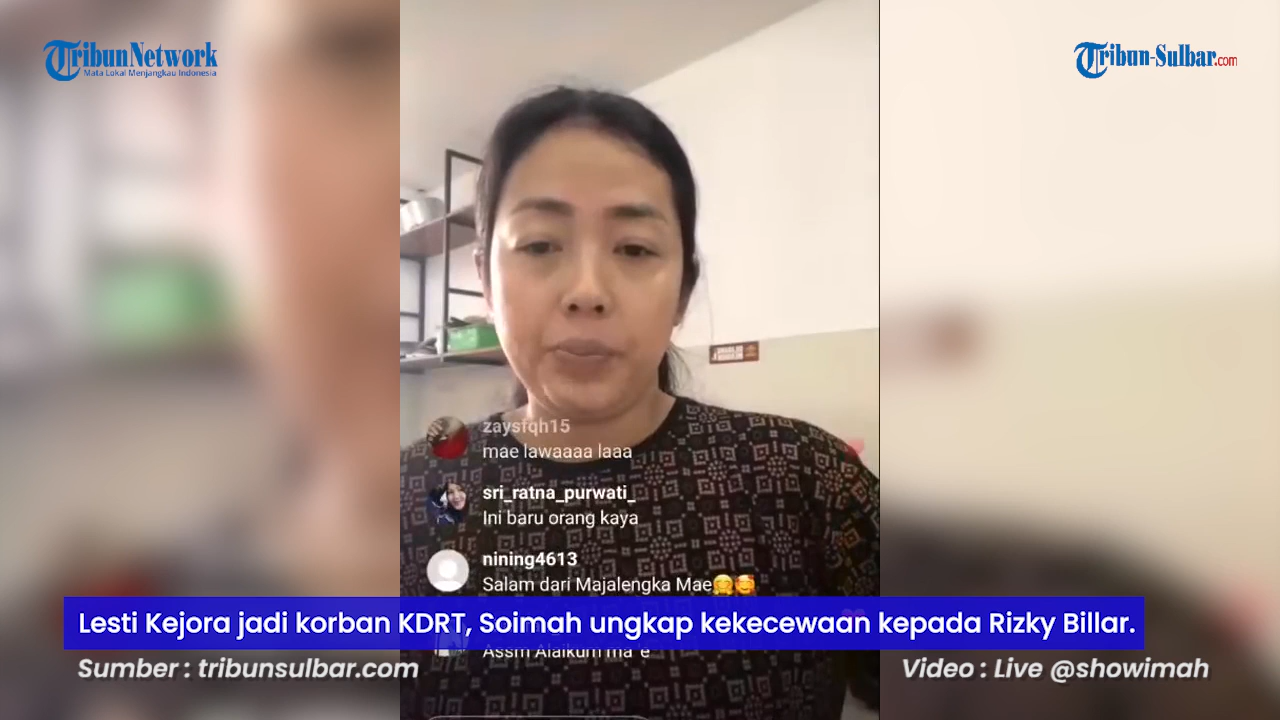 Tribun Network
Mata Lokal Menjangkau Indonesia
Tribun-Sulbar.com
zaysfqh15
mae lawaaaa laaa
sri_ratna_purwati_
Ini baru orang kaya
nining4613
Salam dari Majalengka Mae🤗🥰
Lesti Kejora jadi korban KDRT, Soimah ungkap kekecewaan kepada Rizky Billar.
Assm Alaikum ma e
Sumber : tribunsulbar.com
Video : Live @showimah